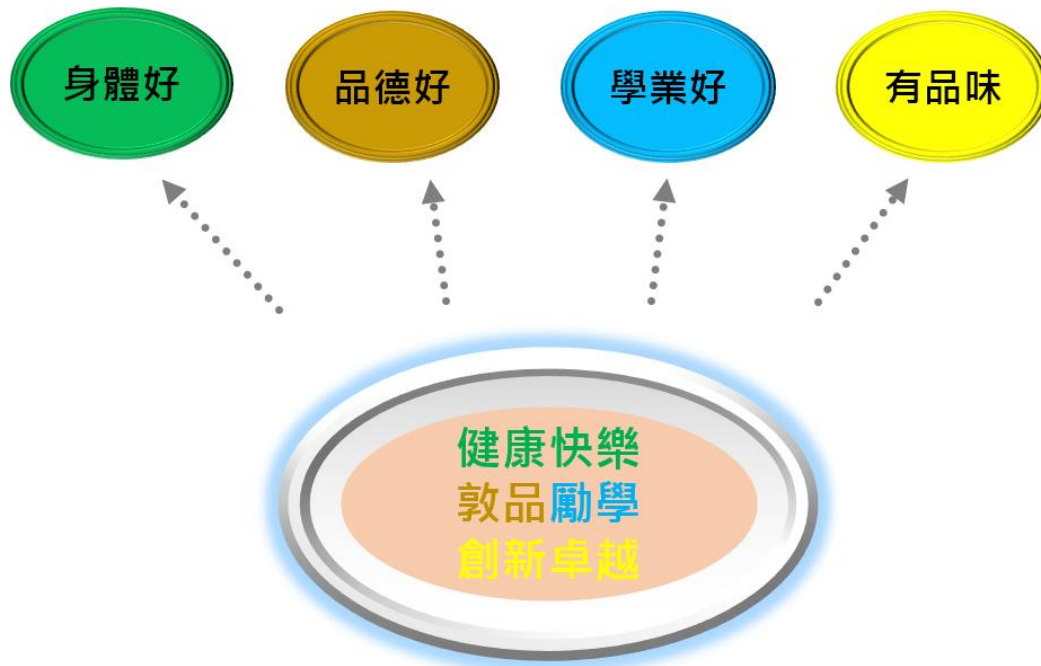 身體好
品德好
學業好
有品味
健康快樂
敦品勵學
創新卓越